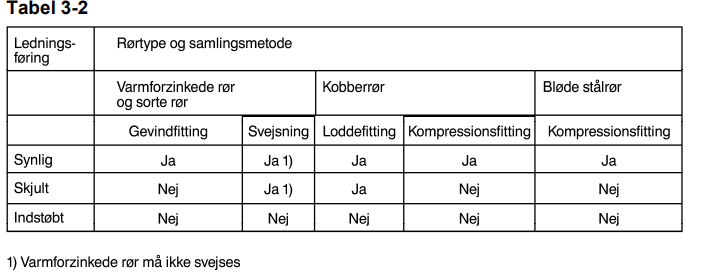 Tabel 3-2
Lednings- Rørtype og samlingsmetode
føring
Varmforzinkede rør Kobberrør Bløde stålrør
og sorte rør
Gevindfitting Svejsning Loddefitting Kompressionsfitting Kompressionsfitting
Synlig Ja Ja 1) Ja Ja Ja
Skjult Nej Ja 1) Ja Nej Nej
Indstøbt Nej Nej Nej Nej Nej
1) Varmforzinkede rør må ikke svejses